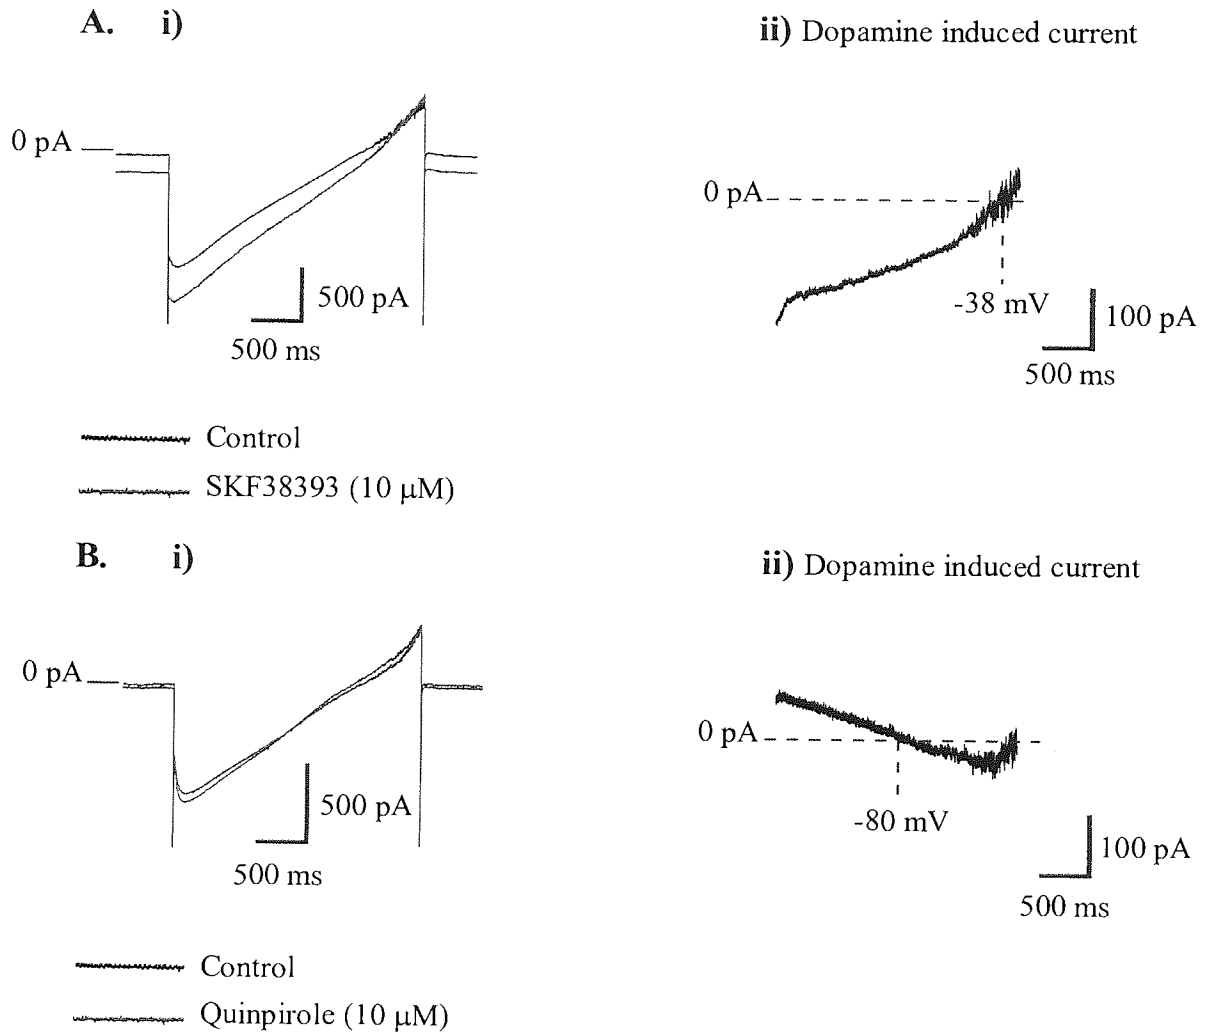 A. i)
ii) Dopamine induced current
0 pA
500 pA
500 ms
0 pA
-38 mV
100 pA
500 ms
Control
SKF38393 (10 μM)
B. i)
ii) Dopamine induced current
0 pA
500 pA
500 ms
0 pA
-80 mV
100 pA
500 ms
Control
Quinpirole (10 μM)